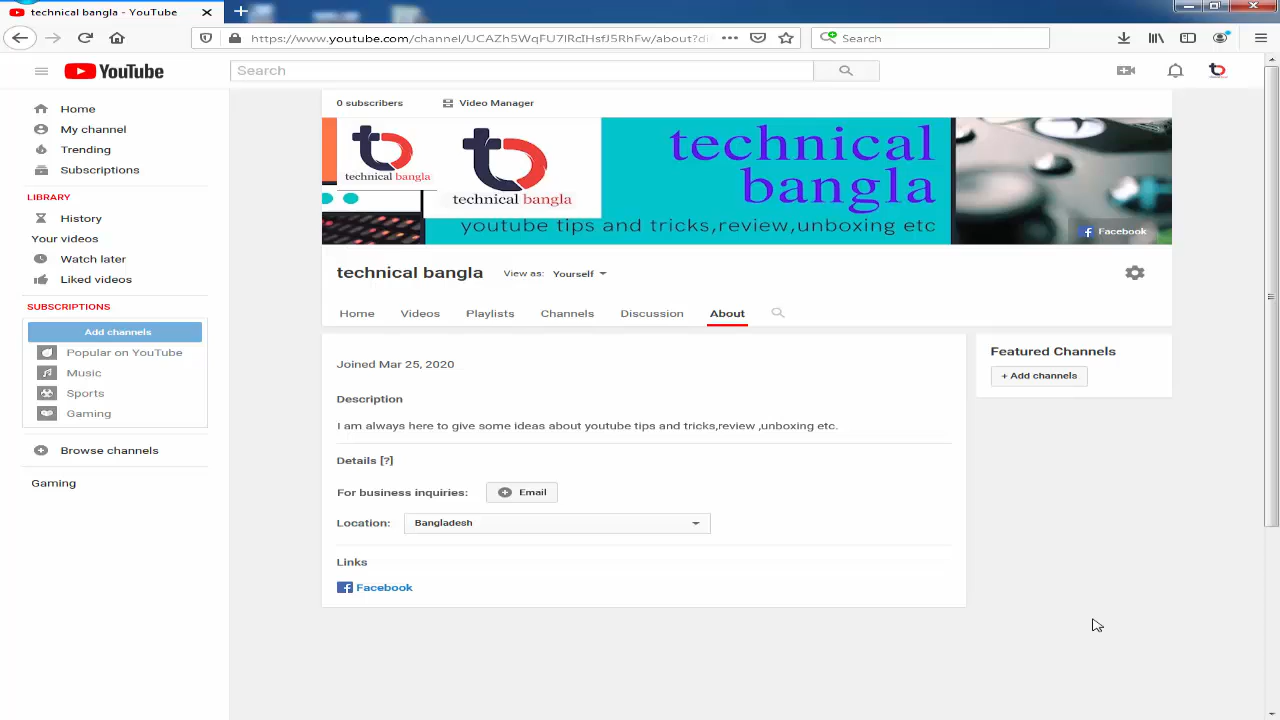 technical bangla - YouTube
https://www.youtube.com/channel/UCAZh5WqFU7lRcIHsfJ5RhFw/about?di
Search
YouTube
Search
Home
My channel
Trending
Subscriptions
LIBRARY
History
Your videos
Watch later
Liked videos
SUBSCRIPTIONS
Add channels
Popular on YouTube
Music
Sports
Gaming
Browse channels
Gaming
0 subscribers
Video Manager
technical bangla
technical bangla
technical
bangla
youtube tips and tricks,review,unboxing etc
Facebook
technical bangla
View as: Yourself
Home
Videos
Playlists
Channels
Discussion
About
Joined Mar 25, 2020
Description
I am always here to give some ideas about youtube tips and tricks,review ,unboxing etc.
Details [?]
For business inquiries:
Email
Location:
Bangladesh
Links
Facebook
Featured Channels
+ Add channels